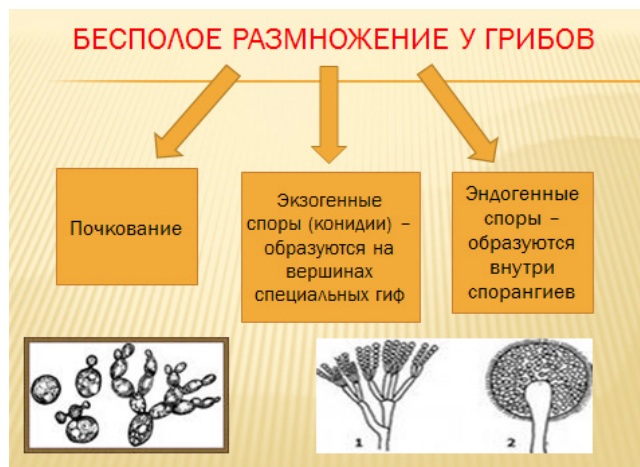 БЕСПОЛОЕ РАЗМНОЖЕНИЕ У ГРИБОВ
Почкование
Экзогенные
споры (конидии) –
образуются на
вершинах
специальных гиф
Эндогенные
споры –
образуются
внутри
спорангиев
1
2